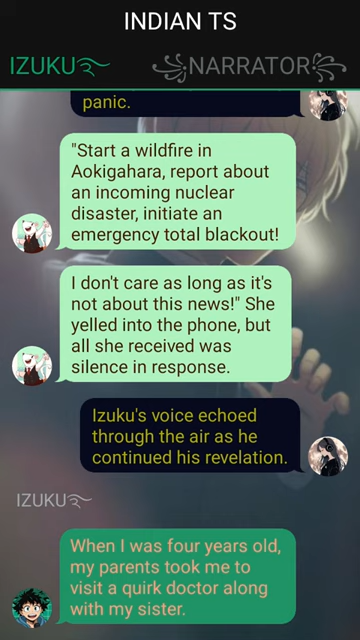 INDIAN TS
IZUKU
NARRATOR
panic.
"Start a wildfire in
Aokigahara, report about
an incoming nuclear
disaster, initiate an
emergency total blackout!
I don't care as long as it's
not about this news!" She
yelled into the phone, but
all she received was
silence in response.
Izuku's voice echoed
through the air as he
continued his revelation.
IZUKU
When I was four years old,
my parents took me to
visit a quirk doctor along
with my sister.